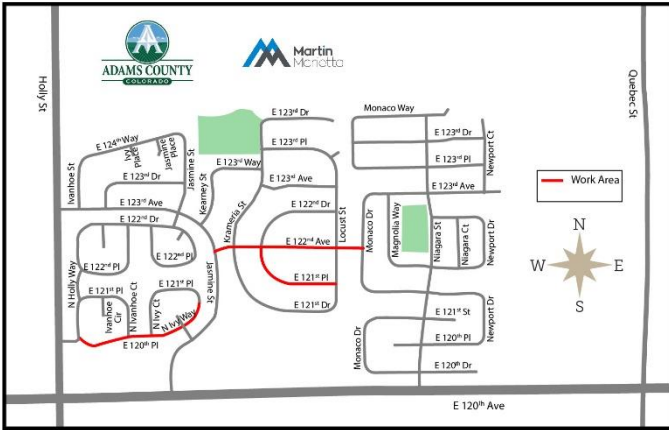 ADAMS COUNTY
COLORADO
Martin
Marietta
Holly St
Quebec St
Monaco Way
E 123rd Dr
E 123rd Dr
E 124th Way
Ivy
Place
Jasmine
Place
E 123rd Pl
E 123rd Pl
Newport Ct
Ivanhoe St
Jasmine St
E 123rd Way
E 123rd Dr
Kearney St
E 123rd Ave
E 123rd Ave
Work Area
E 123rd Ave
E 122nd Dr
Krameria St
E 122nd Dr
Locust St
Monaco Dr
Magnolia Way
Niagara St
Niagara Ct
Newport Dr
N
E 122nd Ave
W
E
S
E 122nd Pl
E 122nd Pl
N Holly Way
Jasmine St
E 121st Pl
E 121st Pl
E 121st Pl
Ivanhoe
Cir
N Ivanhoe Ct
N Ivy Ct
N Ivy Way
E 121st Dr
E 121st St
Newport Dr
Monaco Dr
E 120th Pl
E 120th Pl
E 120th Dr
E 120th Ave